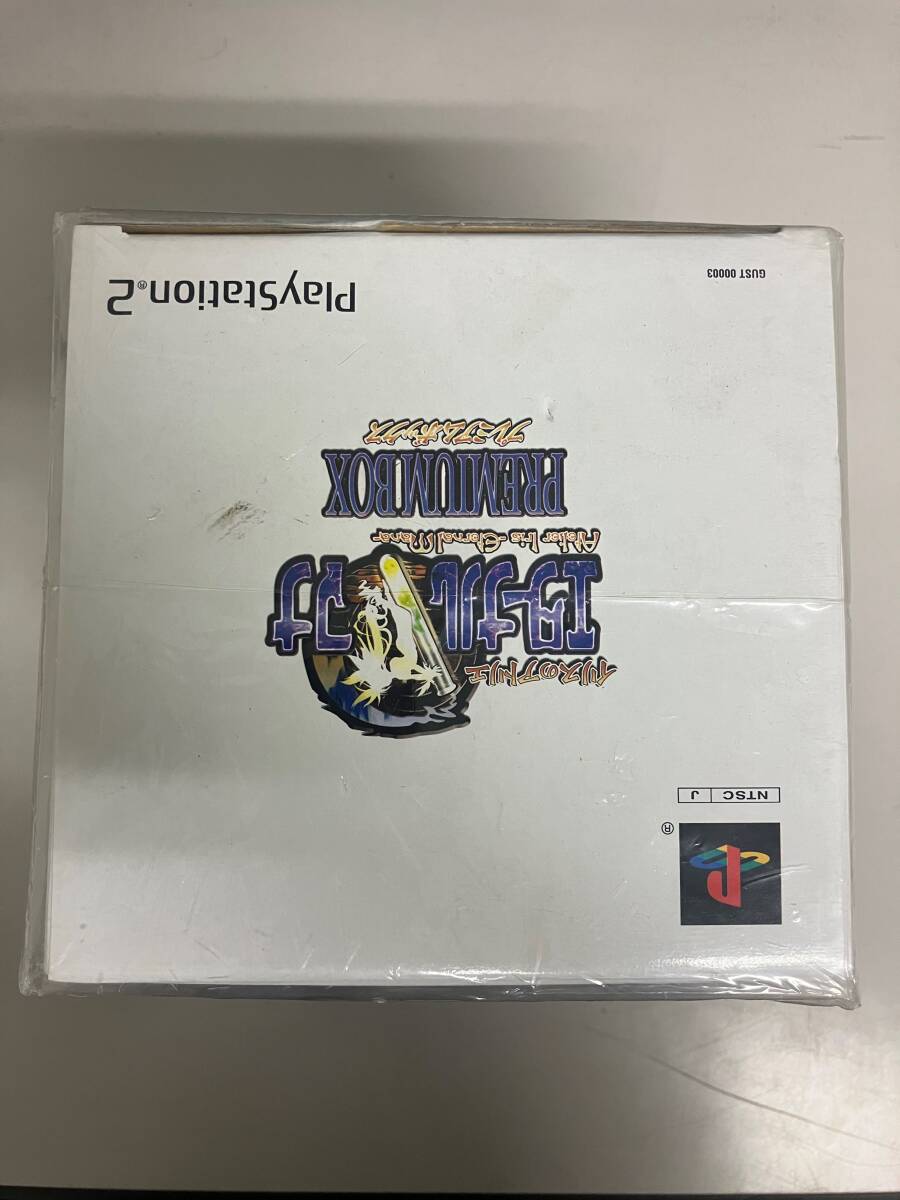 NTSC J
®
イリスのアトリエ
エターナルマナ
Atelier Iris -Eternal Mana-
PREMIUM BOX
プレミアムボックス
GUST 00003
PlayStation®2